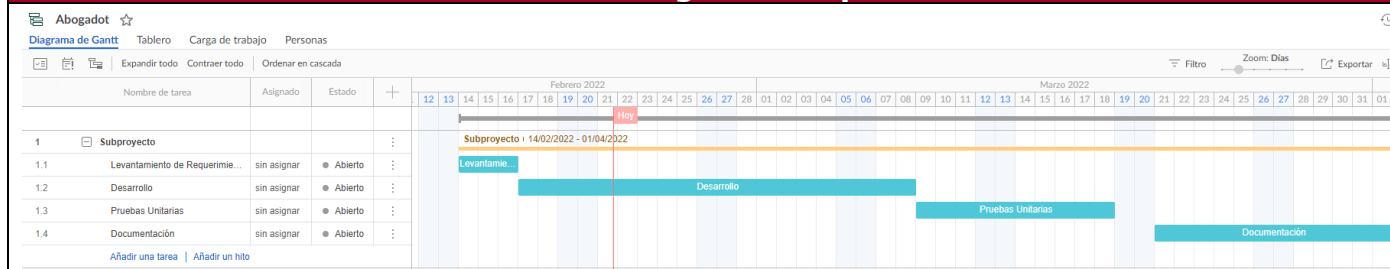 Abogadot
Diagrama de Gantt Tablero Carga de trabajo Personas
Expandir todo Contraer todo Ordenar en cascada Filtro Zoom: Días Exportar
Nombre de tarea Asignado Estado Febrero 2022 Marzo 2022
12 13 14 15 16 17 18 19 20 21 22 23 24 25 26 27 28 01 02 03 04 05 06 07 08 09 10 11 12 13 14 15 16 17 18 19 20 21 22 23 24 25 26 27 28 29 30 31 01
Hoy
1 Subproyecto Subproyecto 14/02/2022 - 01/04/2022
1.1 Levantamiento de Requerimie... sin asignar Abierto Levantamie...
1.2 Desarrollo sin asignar Abierto Desarrollo
1.3 Pruebas Unitarias sin asignar Abierto Pruebas Unitarias
1.4 Documentación sin asignar Abierto Documentación
Añadir una tarea | Añadir un hito